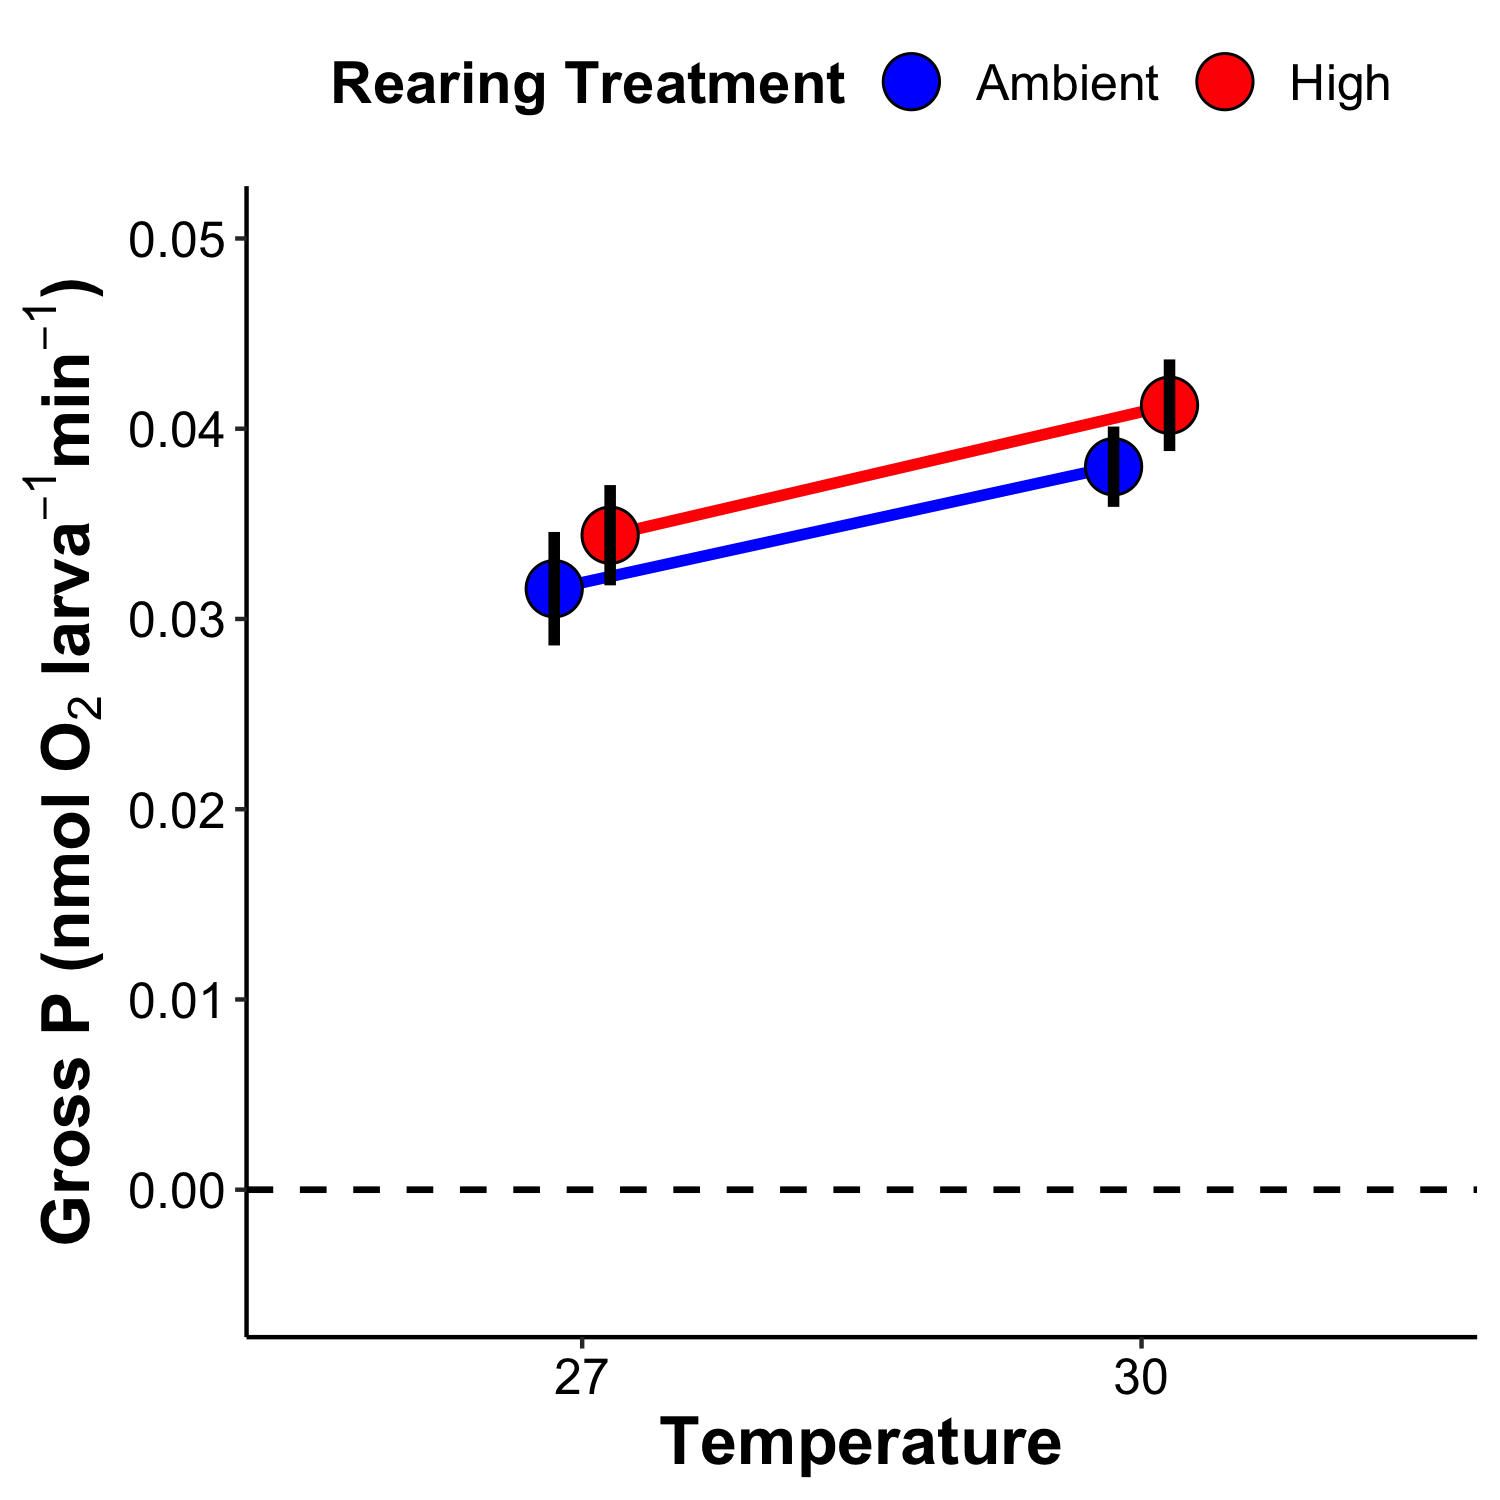 Rearing Treatment Ambient High
Gross P (nmol O₂ larva⁻¹min⁻¹)
0.05
0.04
0.03
0.02
0.01
0.00
27 30
Temperature